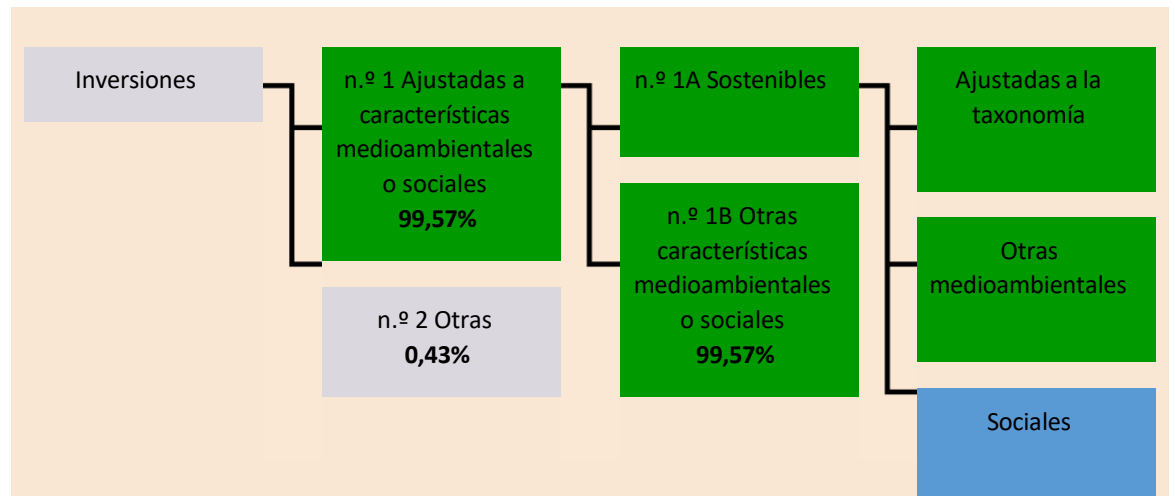 Inversiones
n.º 1 Ajustadas a
características
medioambientales
o sociales
99,57%
n.º 2 Otras
0,43%
n.º 1A Sostenibles
n.º 1B Otras
características
medioambientales
o sociales
99,57%
Ajustadas a la
taxonomía
Otras
medioambientales
Sociales